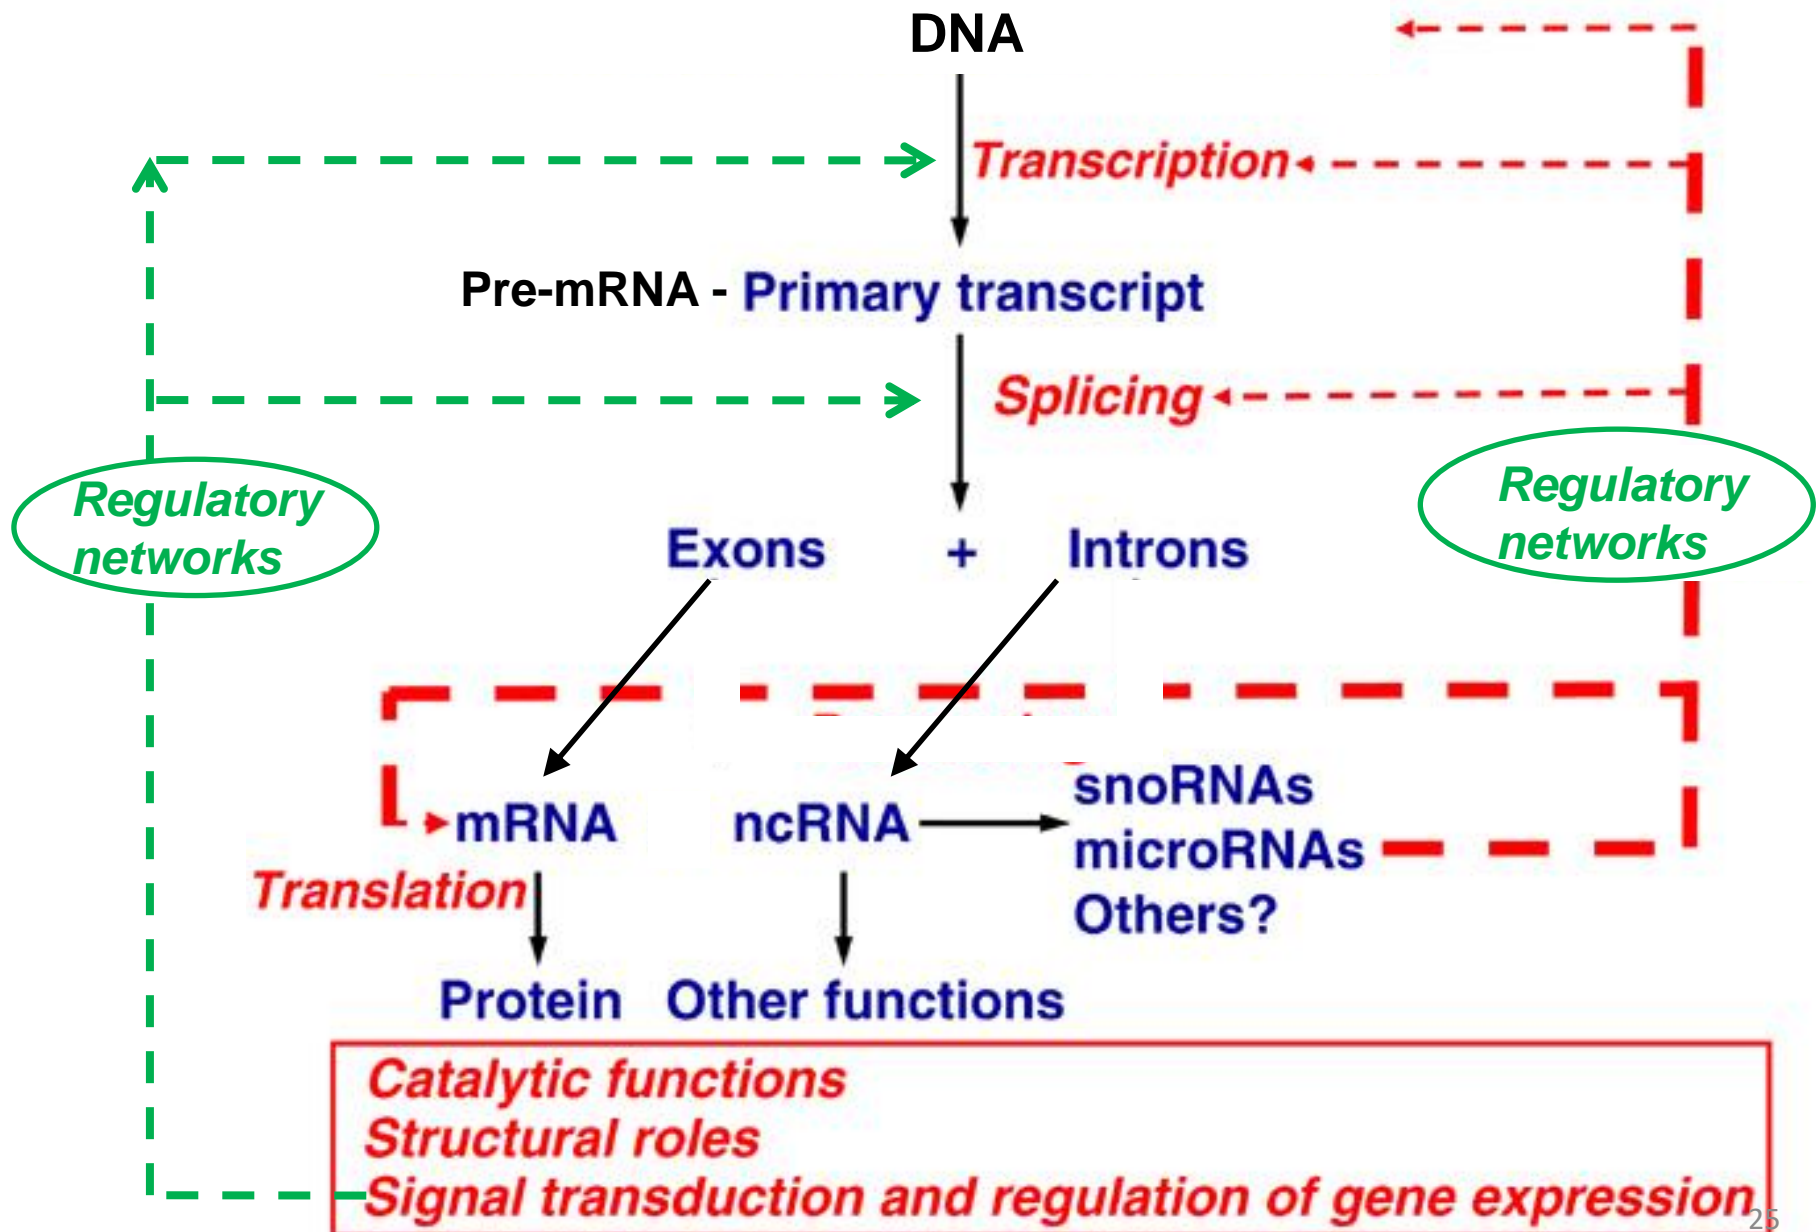 DNA
Transcription
Pre-mRNA - Primary transcript
Splicing
Regulatory
networks
Regulatory
networks
Exons + Introns
mRNA ncRNA
snoRNAs
microRNAs
Others?
Translation
Protein Other functions
Catalytic functions
Structural roles
Signal transduction and regulation of gene expression
25